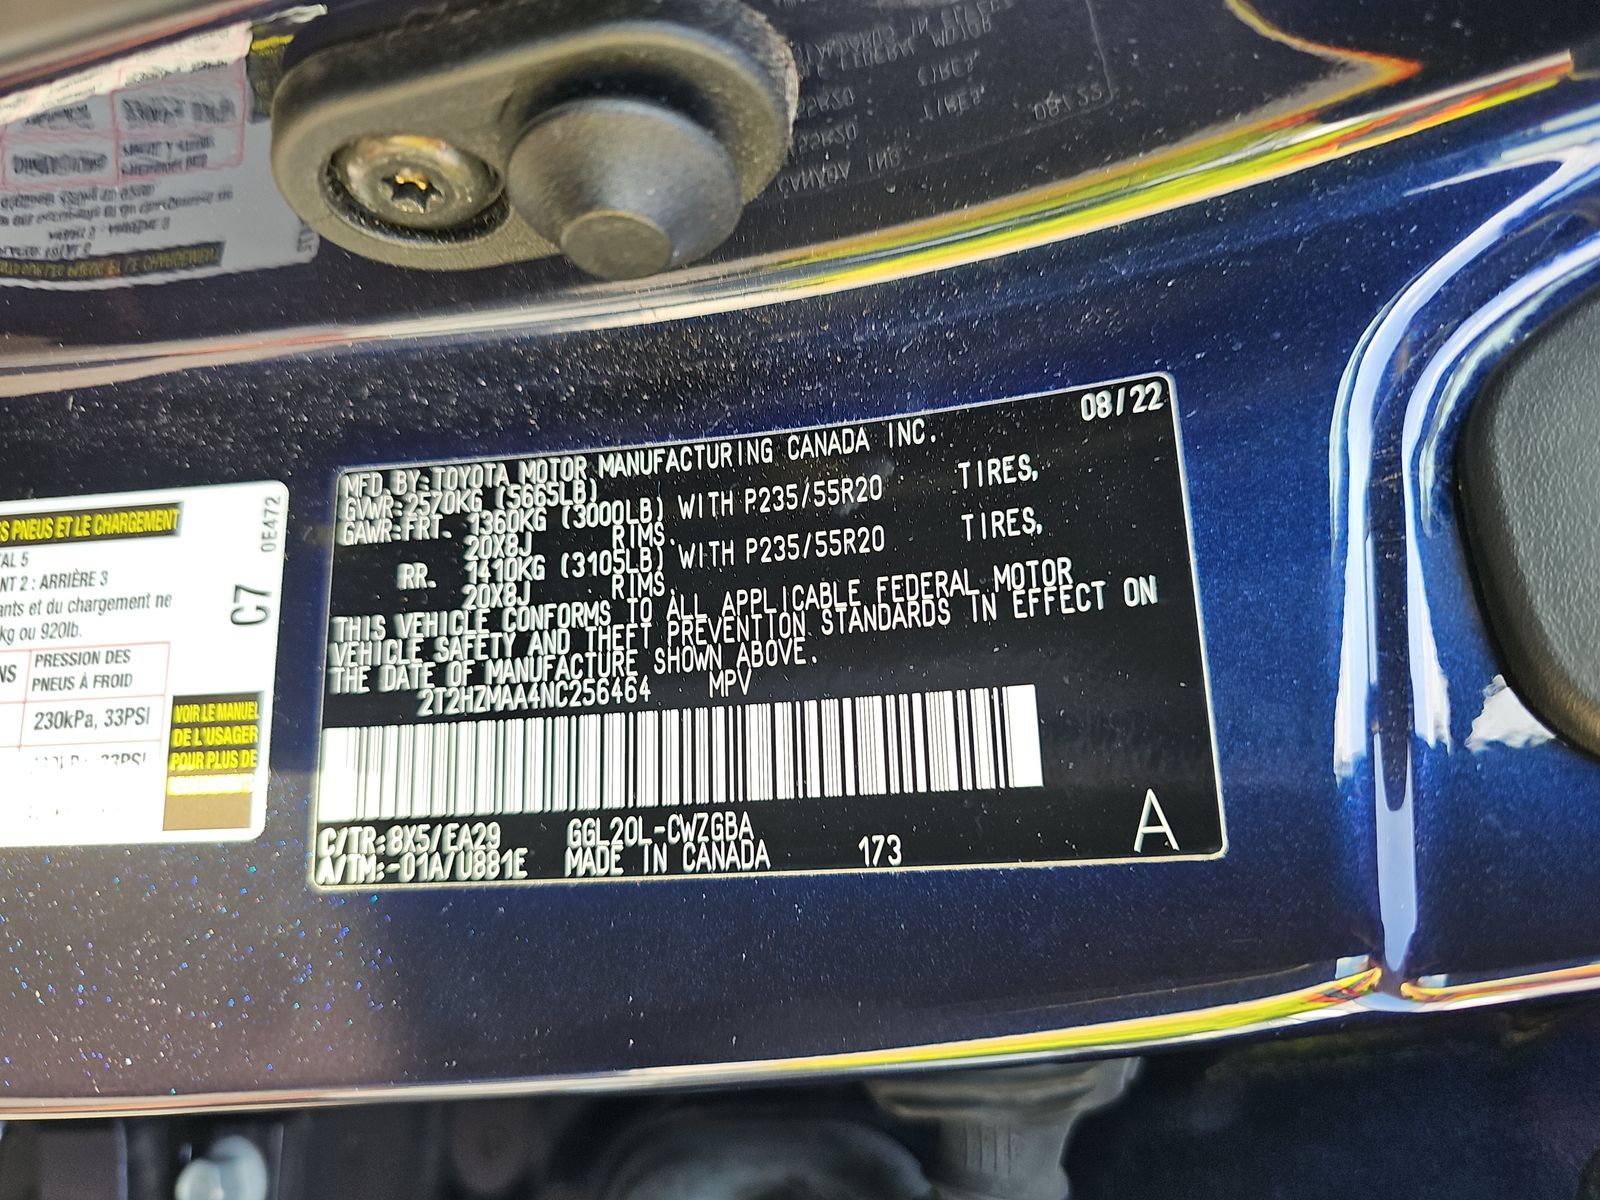 S PNEUS ET LE CHARGEMENT
0E472
TAL 5
NT 2 : ARRIÈRE 3
C7
ants et du chargement ne
kg ou 920lb.
NS PRESSION DES
PNEUS À FROID
230kPa, 33PSI
33PSI
VOIR LE MANUEL
DE L'USAGER
POUR PLUS DE
08/22
MFD. BY: TOYOTA MOTOR MANUFACTURING CANADA INC.
GVWR: 2570KG (5665LB)
GAWR: FRT. 1360KG (3000LB) WITH P235/55R20 TIRES,
20X8J RIMS.
RR. 1410KG (3105LB) WITH P235/55R20 TIRES,
20X8J RIMS.
THIS VEHICLE CONFORMS TO ALL APPLICABLE FEDERAL MOTOR
VEHICLE SAFETY AND THEFT PREVENTION STANDARDS IN EFFECT ON
THE DATE OF MANUFACTURE SHOWN ABOVE.
2T2HZMAA4NC256464 MPV
C/TR: 8X5/EA29 GGL20L-CWZGBA
A/TM: -01A/U881E MADE IN CANADA 173 A